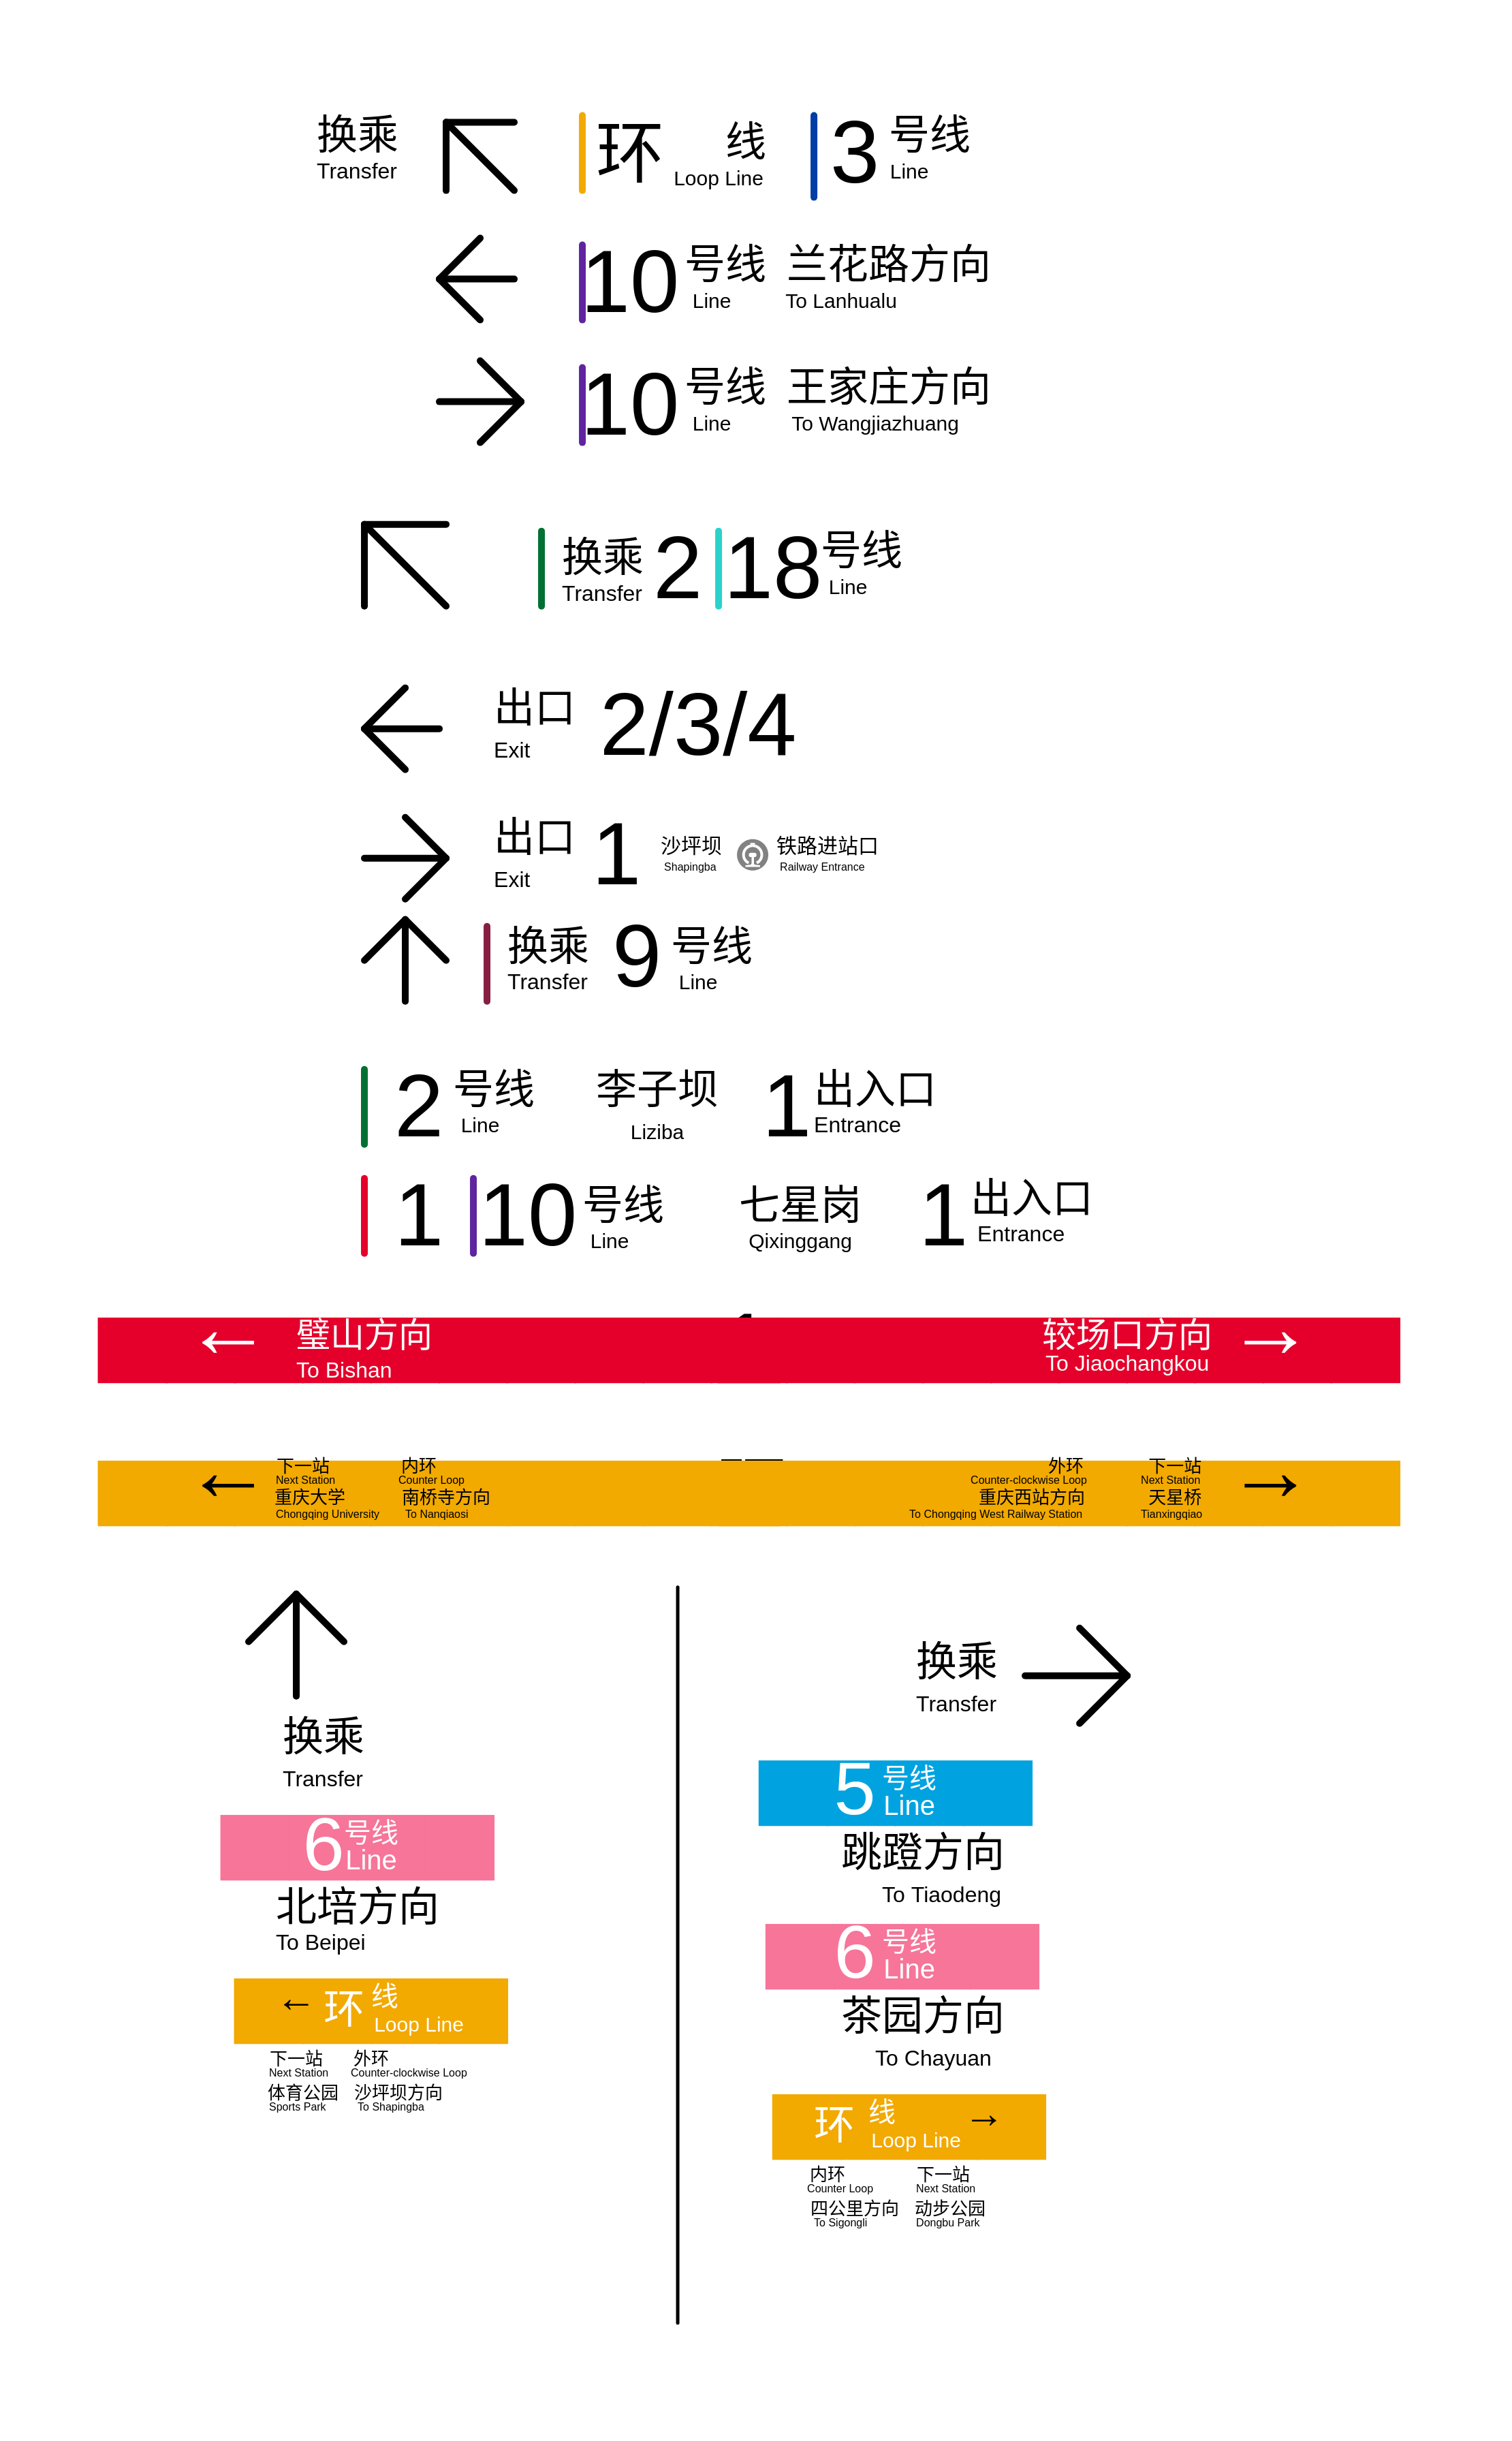 换乘 环 线 3 号线
Transfer Loop Line Line
10 号线 兰花路方向
Line To Lanhualu
10 号线 王家庄方向
Line To Wangjiazhuang
换乘 2 18 号线
Transfer Line
出口 2/3/4
Exit
出口 1 沙坪坝 铁路进站口
Exit Shapingba Railway Entrance
换乘 9 号线
Transfer Line
2 号线 李子坝 1 出入口
Line Liziba Entrance
1 10 号线 七星岗 1 出入口
Line Qixinggang Entrance
← 璧山方向 较场口方向 →
To Bishan To Jiaochangkou
← 下一站 内环 外环 下一站 →
Next Station Counter Loop Counter-clockwise Loop Next Station
重庆大学 南桥寺方向 重庆西站方向 天星桥
Chongqing University To Nanqiaosi To Chongqing West Railway Station Tianxingqiao
换乘
Transfer
6 号线
Line
北培方向
To Beipei
← 环 线
Loop Line
下一站 外环
Next Station Counter-clockwise Loop
体育公园 沙坪坝方向
Sports Park To Shapingba
换乘
Transfer
5 号线
Line
跳蹬方向
To Tiaodeng
6 号线
Line
茶园方向
To Chayuan
环 线 →
Loop Line
内环 下一站
Counter Loop Next Station
四公里方向 动步公园
To Sigongli Dongbu Park